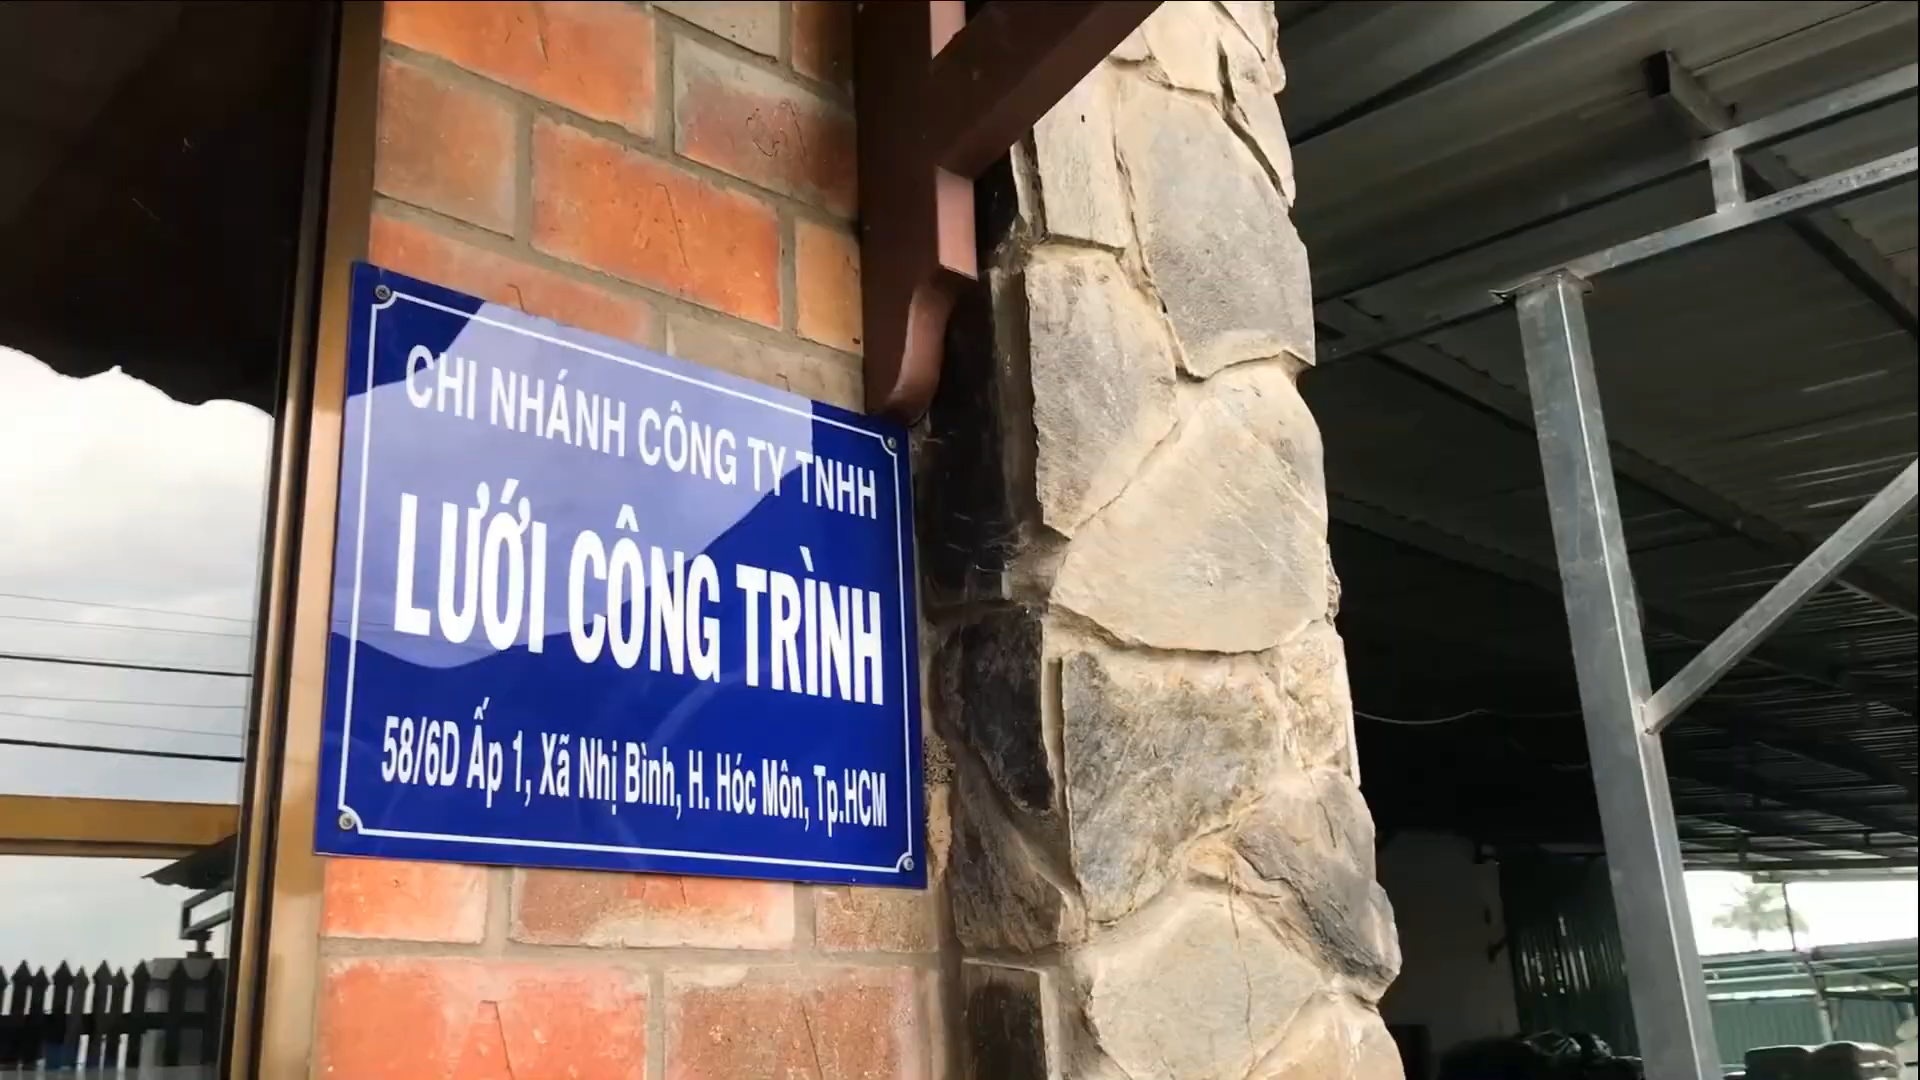 CHI NHÁNH CÔNG TY TNHH
LƯỚI CÔNG TRÌNH
58/6D Ấp 1, Xã Nhị Bình, H. Hóc Môn, Tp.HCM